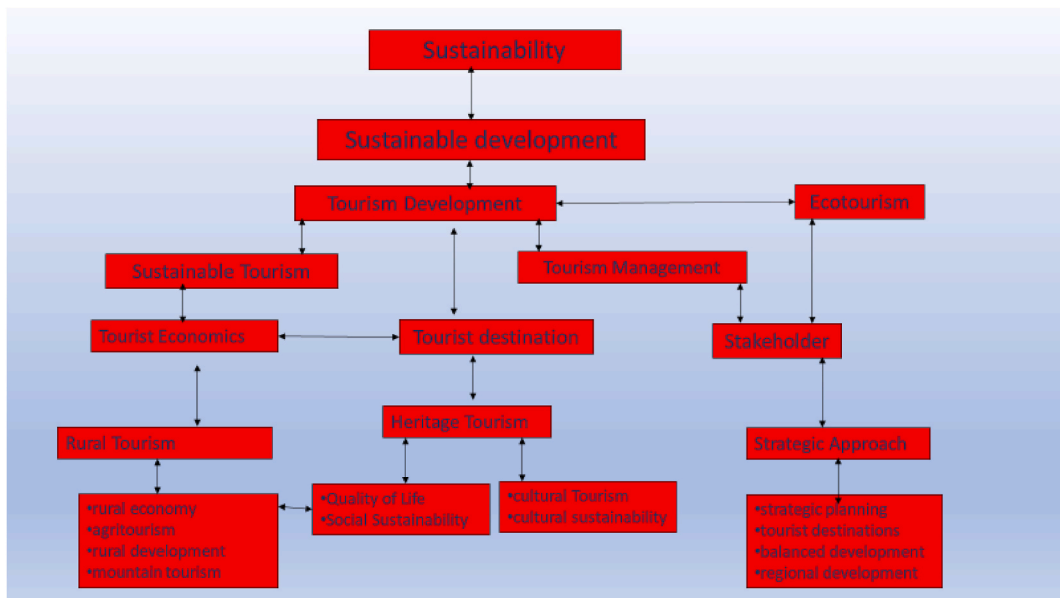 Sustainability
Sustainable development
Tourism Development
Ecotourism
Sustainable Tourism
Tourism Management
Tourist Economics
Tourist destination
Stakeholder
Heritage Tourism
Rural Tourism
Strategic Approach
▪rural economy
▪agritourism
▪rural development
▪mountain tourism
▪Quality of Life
▪Social Sustainability
▪cultural Tourism
▪cultural sustainability
▪strategic planning
▪tourist destinations
▪balanced development
▪regional development